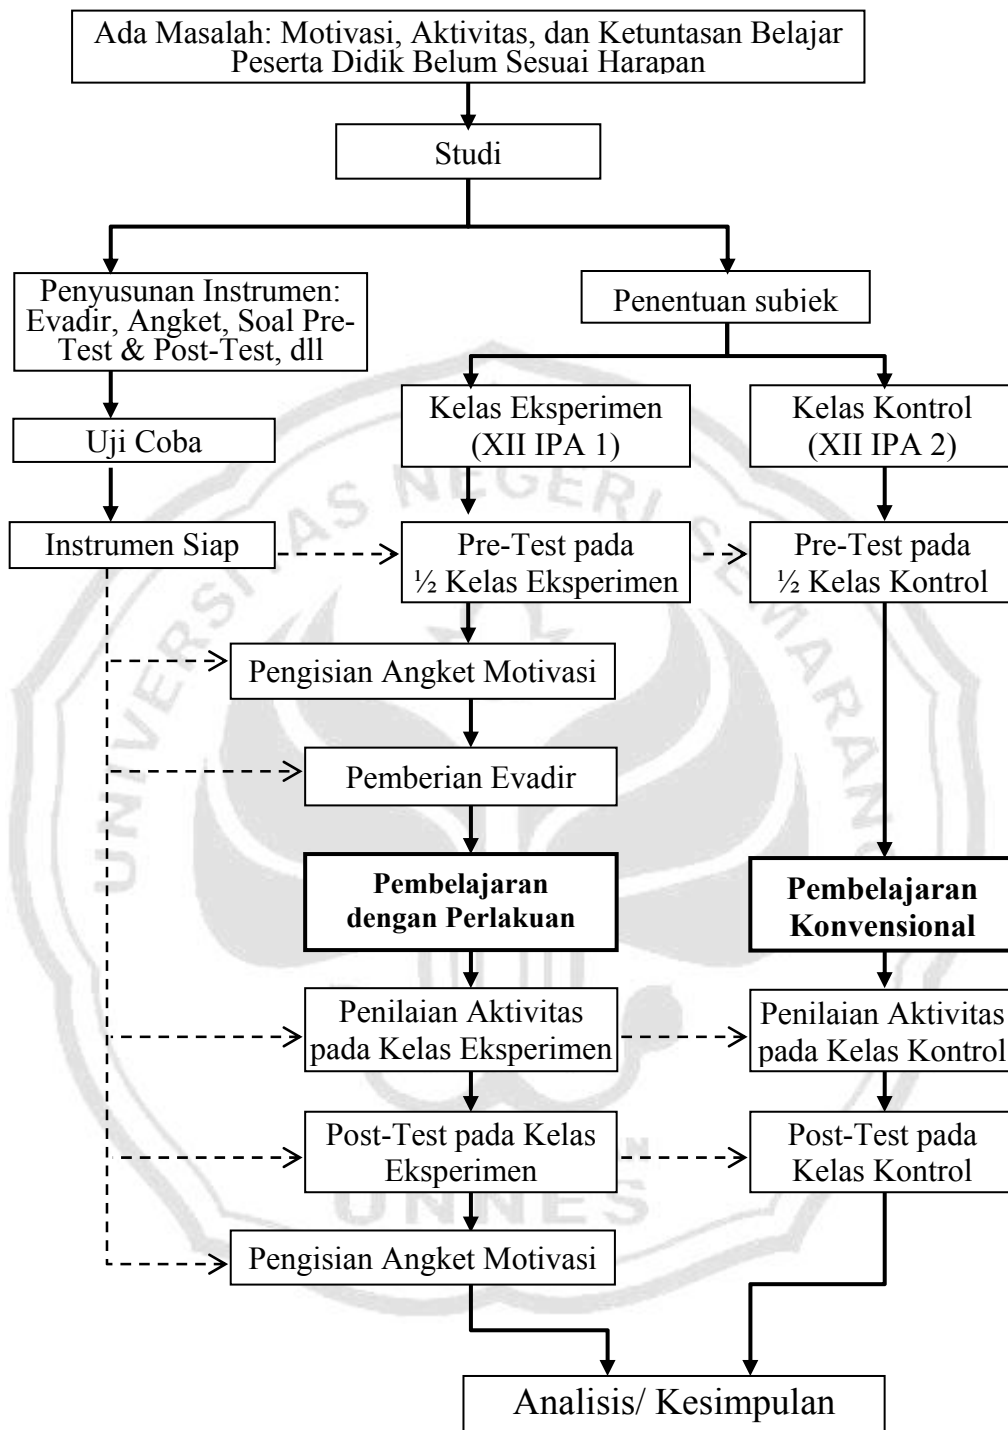 Ada Masalah: Motivasi, Aktivitas, dan Ketuntasan Belajar
Peserta Didik Belum Sesuai Harapan
Studi
Penyusunan Instrumen:
Evadir, Angket, Soal Pre-
Test & Post-Test, dll
Penentuan subjek
Uji Coba
Kelas Eksperimen
(XII IPA 1)
Kelas Kontrol
(XII IPA 2)
Instrumen Siap
Pre-Test pada
½ Kelas Eksperimen
Pre-Test pada
½ Kelas Kontrol
Pengisian Angket Motivasi
Pemberian Evadir
Pembelajaran
dengan Perlakuan
Pembelajaran
Konvensional
Penilaian Aktivitas
pada Kelas Eksperimen
Penilaian Aktivitas
pada Kelas Kontrol
Post-Test pada Kelas
Eksperimen
Post-Test pada
Kelas Kontrol
Pengisian Angket Motivasi
Analisis/ Kesimpulan
UNIVERSITAS NEGERI SEMARANG
UNNES